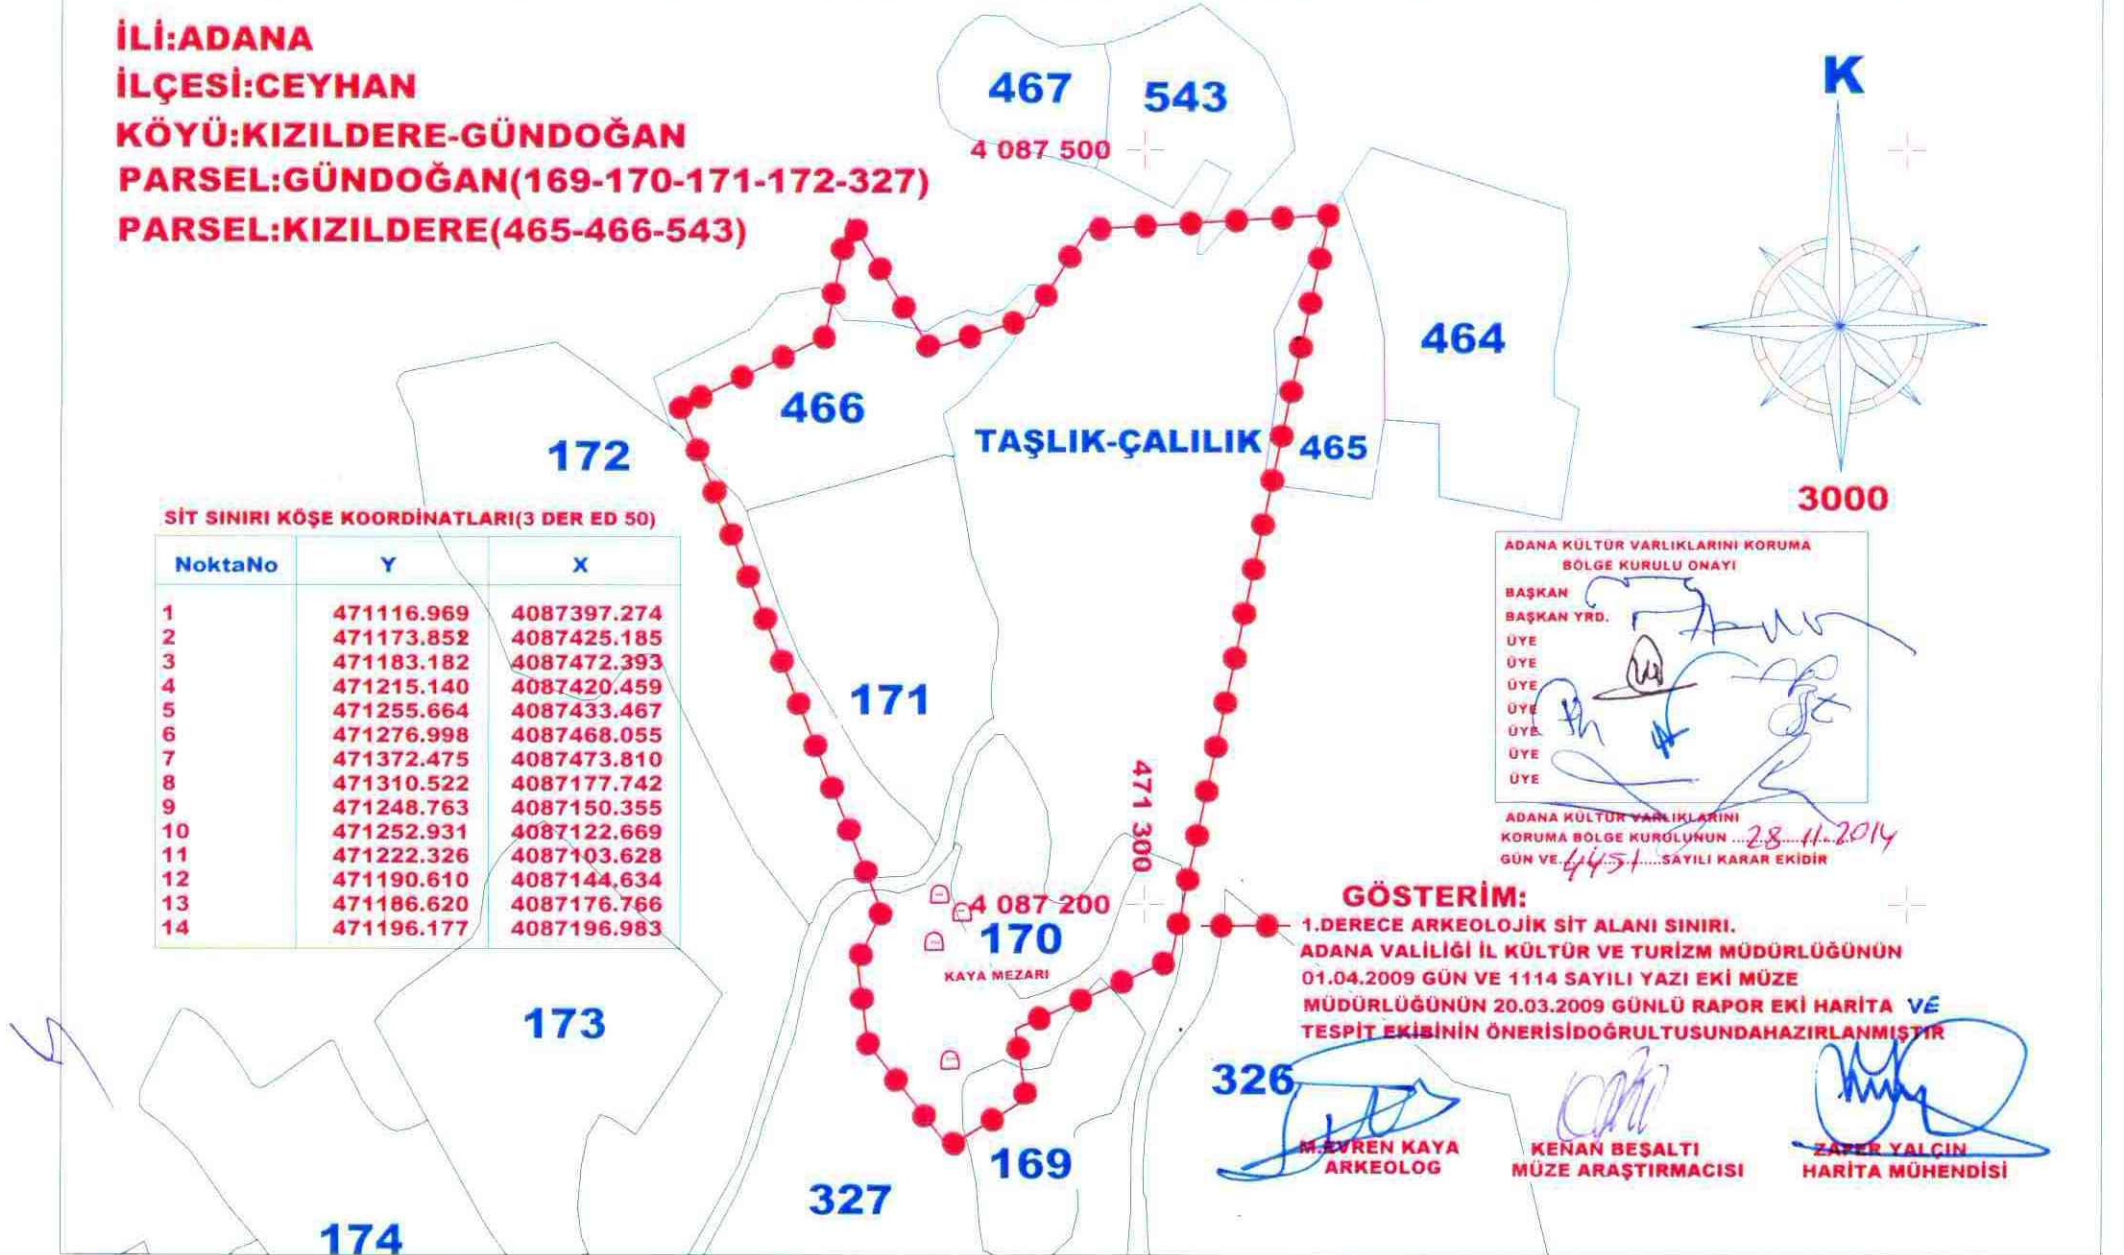 İLİ:ADANA
İLÇESİ:CEYHAN
KÖYÜ:KIZILDERE-GÜNDOĞAN
PARSEL:GÜNDOĞAN(169-170-171-172-327)
PARSEL:KIZILDERE(465-466-543)
467
543
4 087 500
K
464
466
TAŞLIK-ÇALILIK
465
172
3000
SİT SINIRI KÖŞE KOORDİNATLARI(3 DER ED 50)
NoktaNo Y X
1 471116.969 4087397.274
2 471173.852 4087425.185
3 471183.182 4087472.393
4 471215.140 4087420.459
5 471255.664 4087433.467
6 471276.998 4087468.055
7 471372.475 4087473.810
8 471310.522 4087177.742
9 471248.763 4087150.355
10 471252.931 4087122.669
11 471222.326 4087103.628
12 471190.610 4087144.634
13 471186.620 4087176.766
14 471196.177 4087196.983
171
471 300
4 087 200
170
KAYA MEZARI
173
169
327
174
326
ADANA KÜLTÜR VARLIKLARINI KORUMA
BÖLGE KURULU ONAYI
BAŞKAN
BAŞKAN YRD.
ÜYE
ÜYE
ÜYE
ÜYE
ÜYE
ÜYE
ÜYE
ADANA KÜLTÜR VARLIKLARINI
KORUMA BÖLGE KURULUNUN ...28.11.2014
GÜN VE.4451....SAYILI KARAR EKİDİR
GÖSTERİM:
1.DERECE ARKEOLOJİK SİT ALANI SINIRI.
ADANA VALİLİĞİ İL KÜLTÜR VE TURİZM MÜDÜRLÜĞÜNÜN
01.04.2009 GÜN VE 1114 SAYILI YAZI EKİ MÜZE
MÜDÜRLÜĞÜNÜN 20.03.2009 GÜNLÜ RAPOR EKİ HARİTA VE
TESPİT EKİBİNİN ÖNERİSİDOĞRULTUSUNDAHAZIRLANMIŞTIR
M.EVREN KAYA
ARKEOLOG
KENAN BEŞALTI
MÜZE ARAŞTIRMACISI
ZAFER YALÇIN
HARİTA MÜHENDİSİ